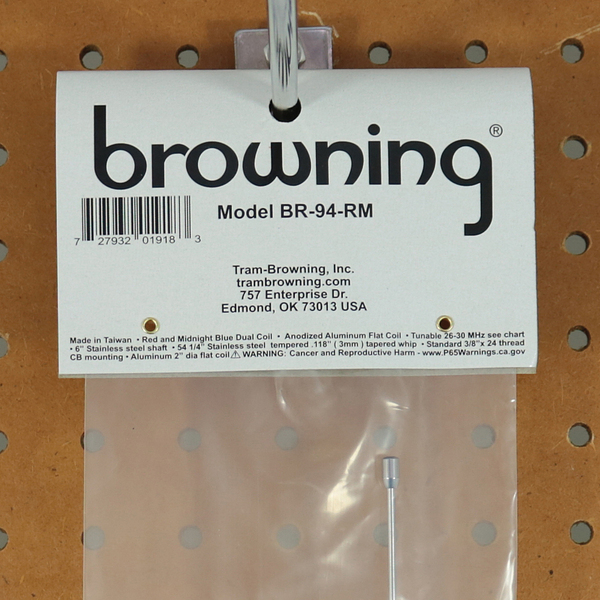 browning®
Model BR-94-RM
7 27932 01918 3
Tram-Browning, Inc.
trambrowning.com
757 Enterprise Dr.
Edmond, OK 73013 USA
Made in Taiwan • Red and Midnight Blue Dual Coil • Anodized Aluminum Flat Coil • Tunable 26-30 MHz see chart
• 6" Stainless steel shaft • 54 1/4" Stainless steel tempered .118" ( 3mm ) tapered whip • Standard 3/8"x 24 thread
CB mounting • Aluminum 2" dia flat coil ⚠ WARNING: Cancer and Reproductive Harm - www.P65Warnings.ca.gov